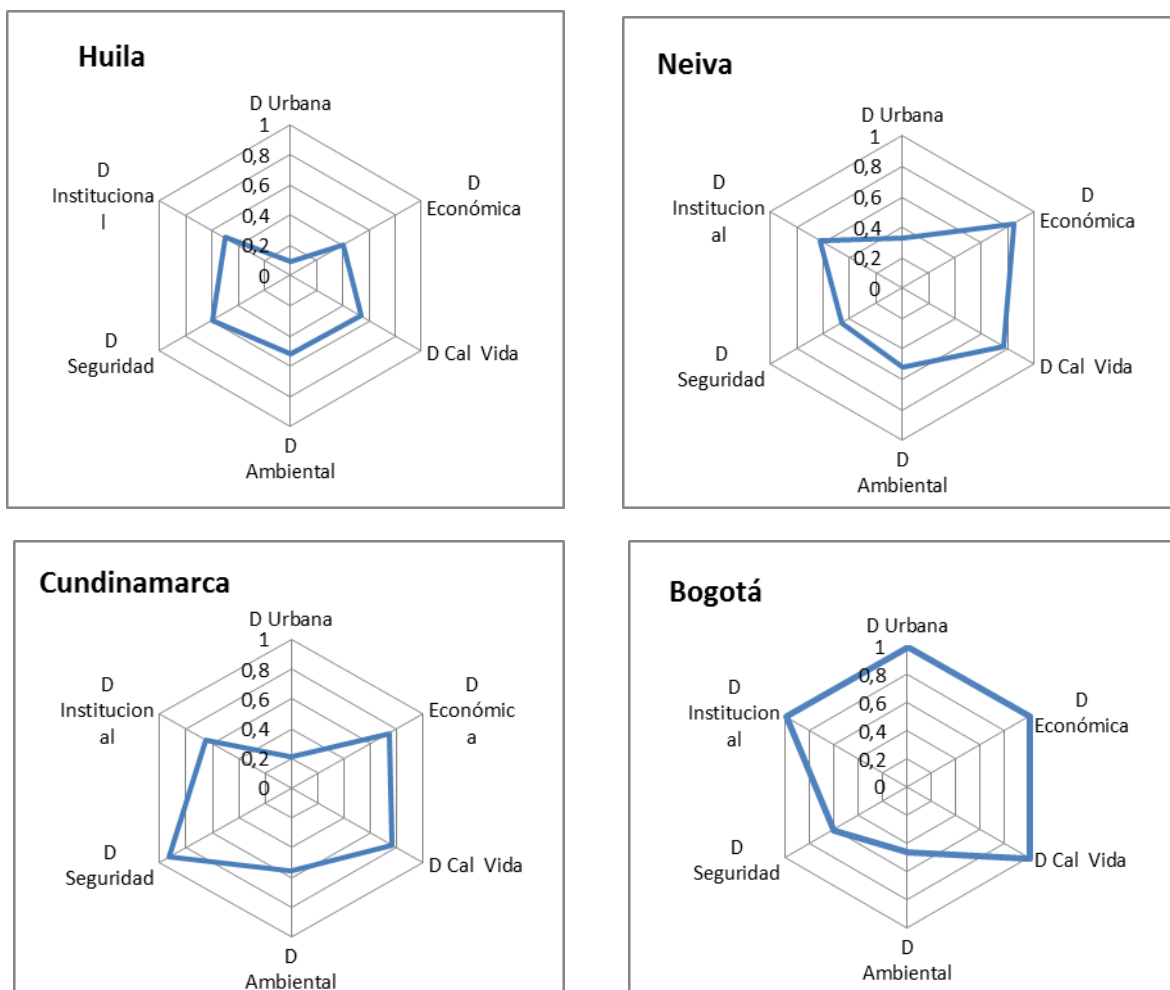 Huila
D Urbana
1
0,8
0,6
0,4
0,2
0
D
Económica
D Cal Vida
D
Ambiental
D
Seguridad
D
Instituciona
l
Neiva
D Urbana
1
0,8
0,6
0,4
0,2
0
D
Económica
D Cal Vida
D
Ambiental
D
Seguridad
D
Institucion
al
Cundinamarca
D Urbana
1
0,8
0,6
0,4
0,2
0
D
Económic
a
D Cal Vida
D
Ambiental
D
Seguridad
D
Institucion
al
Bogotá
D Urbana
1
0,8
0,6
0,4
0,2
0
D
Económica
D Cal Vida
D
Ambiental
D
Seguridad
D
Institucion
al